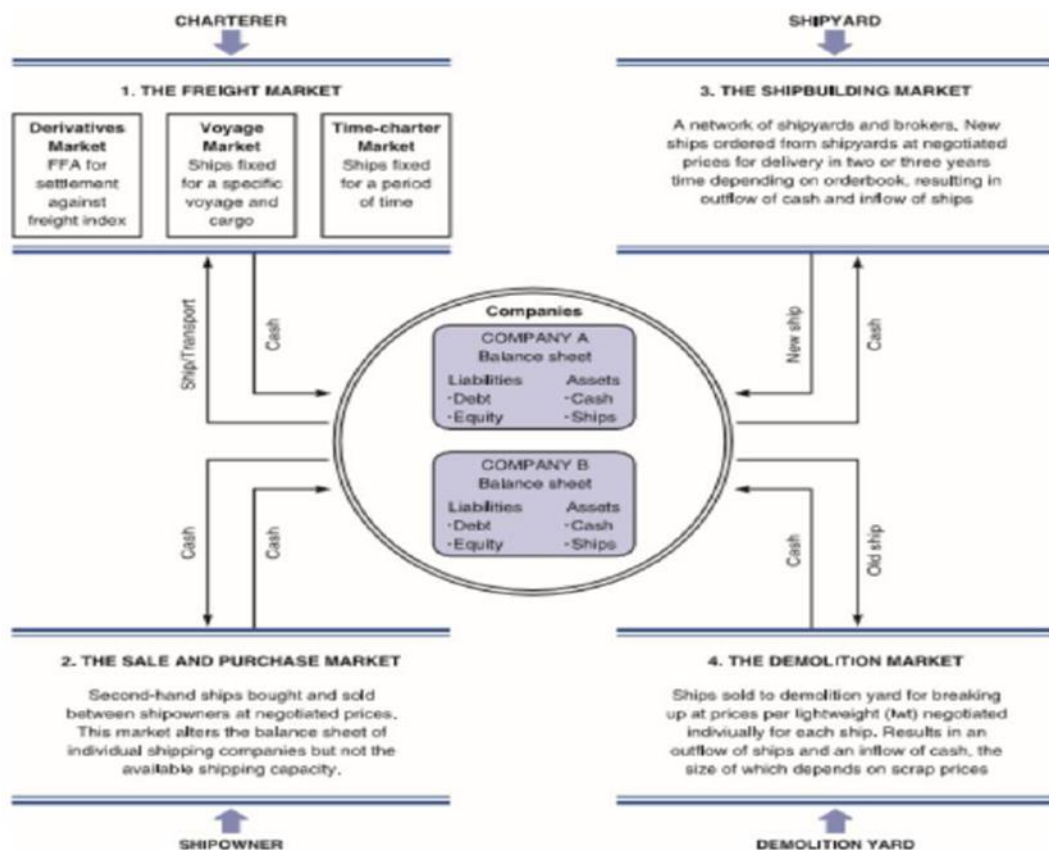 CHARTERER
SHIPYARD
1. THE FREIGHT MARKET
Derivatives
Market
FFA for
settlement
against
freight index
Voyage
Market
Ships fixed
for a specific
voyage and
cargo
Time-charter
Market
Ships fixed
for a period
of time
3. THE SHIPBUILDING MARKET
A network of shipyards and brokers. New
ships ordered from shipyards at negotiated
prices for delivery in two or three years
time depending on orderbook, resulting in
outflow of cash and inflow of ships
Ship/Transport
Cash
New ship
Cash
Companies
COMPANY A
Balance sheet
Liabilities Assets
·Debt ·Cash
·Equity ·Ships
COMPANY B
Balance sheet
Liabilities Assets
·Debt ·Cash
·Equity ·Ships
Cash
Cash
Cash
Old ship
2. THE SALE AND PURCHASE MARKET
Second-hand ships bought and sold
between shipowners at negotiated prices.
This market alters the balance sheet of
individual shipping companies but not the
available shipping capacity.
4. THE DEMOLITION MARKET
Ships sold to demolition yard for breaking
up at prices per lightweight (lwt) negotiated
indiviually for each ship. Results in an
outflow of ships and an inflow of cash, the
size of which depends on scrap prices
SHIPOWNER
DEMOLITION YARD